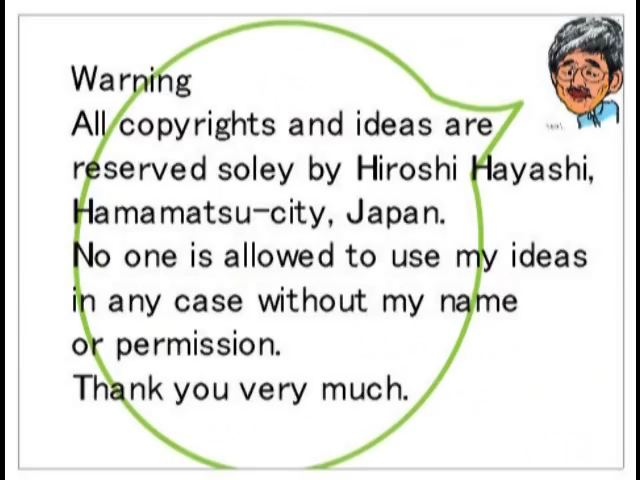 Warning
All copyrights and ideas are
reserved soley by Hiroshi Hayashi,
Hamamatsu-city, Japan.
No one is allowed to use my ideas
in any case without my name
or permission.
Thank you very much.